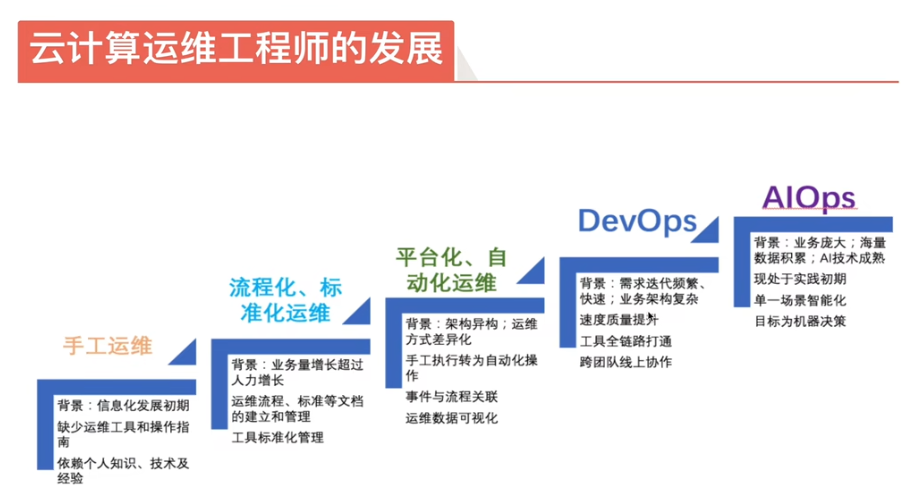 云计算运维工程师的发展
手工运维
背景：信息化发展初期
缺少运维工具和操作指
南
依赖个人知识、技术及
经验
流程化、标
准化运维
背景：业务量增长超过
人力增长
运维流程、标准等文档
的建立和管理
工具标准化管理
平台化、自
动化运维
背景：架构异构；运维
方式差异化
手工执行转为自动化操
作
事件与流程关联
运维数据可视化
DevOps
背景：需求迭代频繁、
快速；业务架构复杂
速度质量提升
工具全链路打通
跨团队线上协作
AIOps
背景：业务庞大；海量
数据积累；AI技术成熟
现处于实践初期
单一场景智能化
目标为机器决策